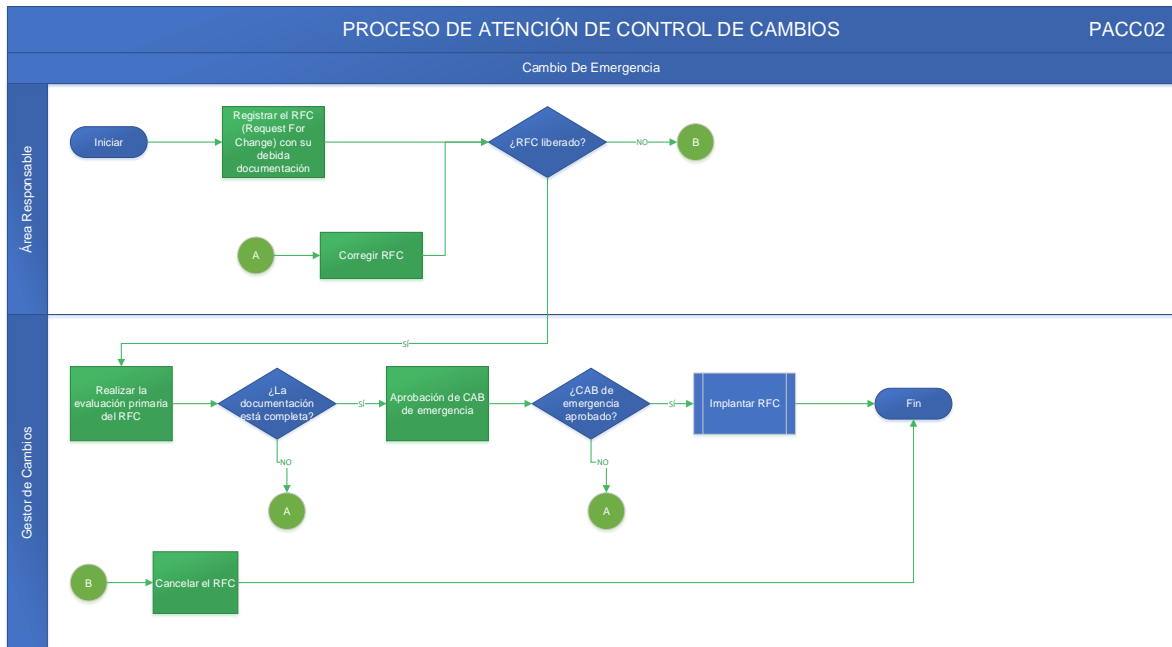 PROCESO DE ATENCIÓN DE CONTROL DE CAMBIOS
PACC02
Cambio De Emergencia
Área Responsable
Iniciar
Registrar el RFC
(Request For
Change) con su
debida
documentación
¿RFC liberado?
NO
B
A
Corregir RFC
Gestor de Cambios
SÍ
Realizar la
evaluación primaria
del RFC
¿La
documentación
está completa?
SÍ
Aprobación de CAB
de emergencia
¿CAB de
emergencia
aprobado?
SÍ
Implantar RFC
Fin
NO
A
NO
A
B
Cancelar el RFC